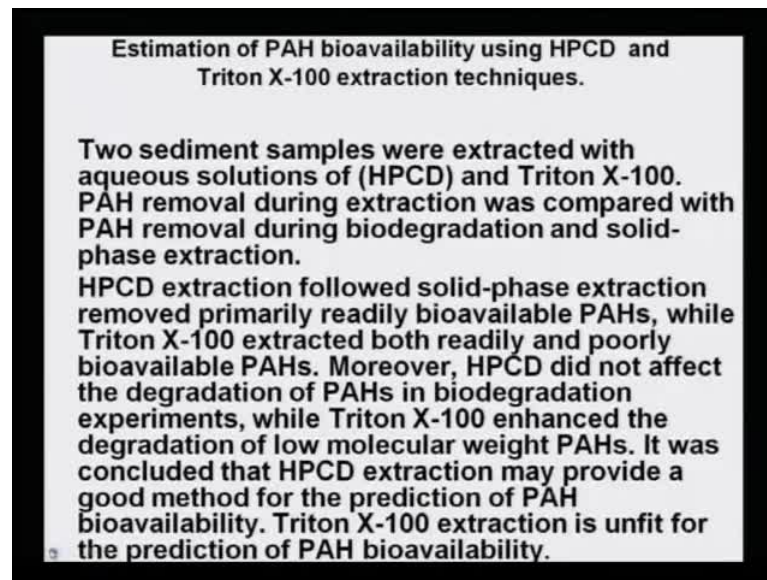 Estimation of PAH bioavailability using HPCD and
Triton X-100 extraction techniques.
Two sediment samples were extracted with
aqueous solutions of (HPCD) and Triton X-100.
PAH removal during extraction was compared with
PAH removal during biodegradation and solid-
phase extraction.
HPCD extraction followed solid-phase extraction
removed primarily readily bioavailable PAHs, while
Triton X-100 extracted both readily and poorly
bioavailable PAHs. Moreover, HPCD did not affect
the degradation of PAHs in biodegradation
experiments, while Triton X-100 enhanced the
degradation of low molecular weight PAHs. It was
concluded that HPCD extraction may provide a
good method for the prediction of PAH
bioavailability. Triton X-100 extraction is unfit for
the prediction of PAH bioavailability.